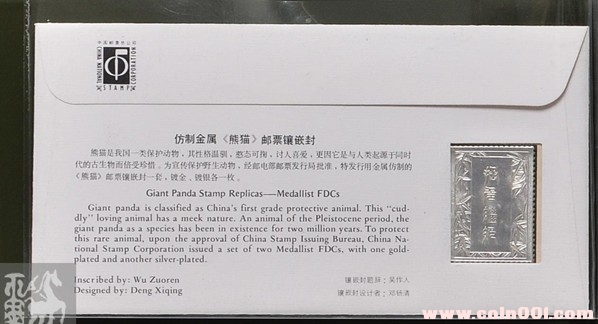 中国邮票总公司
CHINA NATIONAL
STAMP
CORPORATION
仿制金属《熊猫》邮票镶嵌封
熊猫是我国一类保护动物，其性格温驯，憨态可掬，讨人喜爱，更因它是与人类起源于同时
代的古生物而倍受珍惜。为宣传保护野生动物，经邮电部邮票发行局批准，特发行用金属仿制的
《熊猫》邮票镶嵌封一套，镀金、镀银各一枚。
Giant Panda Stamp Replicas—Medallist FDCs
Giant panda is classified as China's first grade protective animal. This "cud-
dly" loving animal has a meek nature. An animal of the Pleistocene period, the
giant panda as a species has been in existence for two million years. To protect
this rare animal, upon the approval of China Stamp Issuing Bureau, China Na-
tional Stamp Corporation issued a set of two Medallist FDCs, with one gold-
plated and another silver-plated.
Inscribed by: Wu Zuoren
Designed by: Deng Xiqing
镶嵌封题辞：吴作人
镶嵌封设计者：邓锡清
www.coin001.com